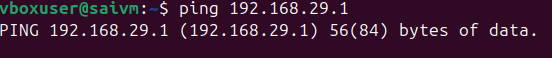 vboxuser@saivm:~$ ping 192.168.29.1
PING 192.168.29.1 (192.168.29.1) 56(84) bytes of data.